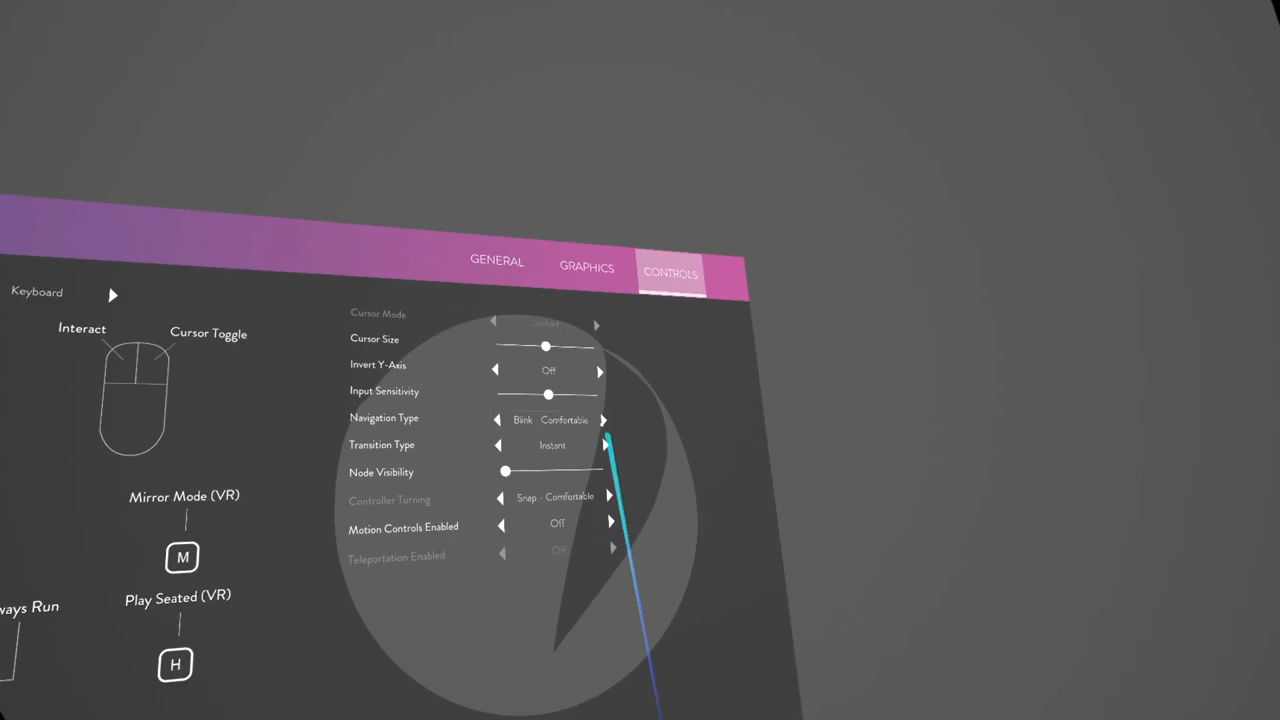 GENERAL
GRAPHICS
CONTROLS
Keyboard
Interact
Cursor Toggle
Mirror Mode (VR)
M
ways Run
Play Seated (VR)
H
Cursor Mode
Locked
Cursor Size
Invert Y-Axis Off
Input Sensitivity
Navigation Type Blink - Comfortable
Transition Type Instant
Node Visibility
Controller Turning Snap - Comfortable
Motion Controls Enabled Off
Teleportation Enabled Off